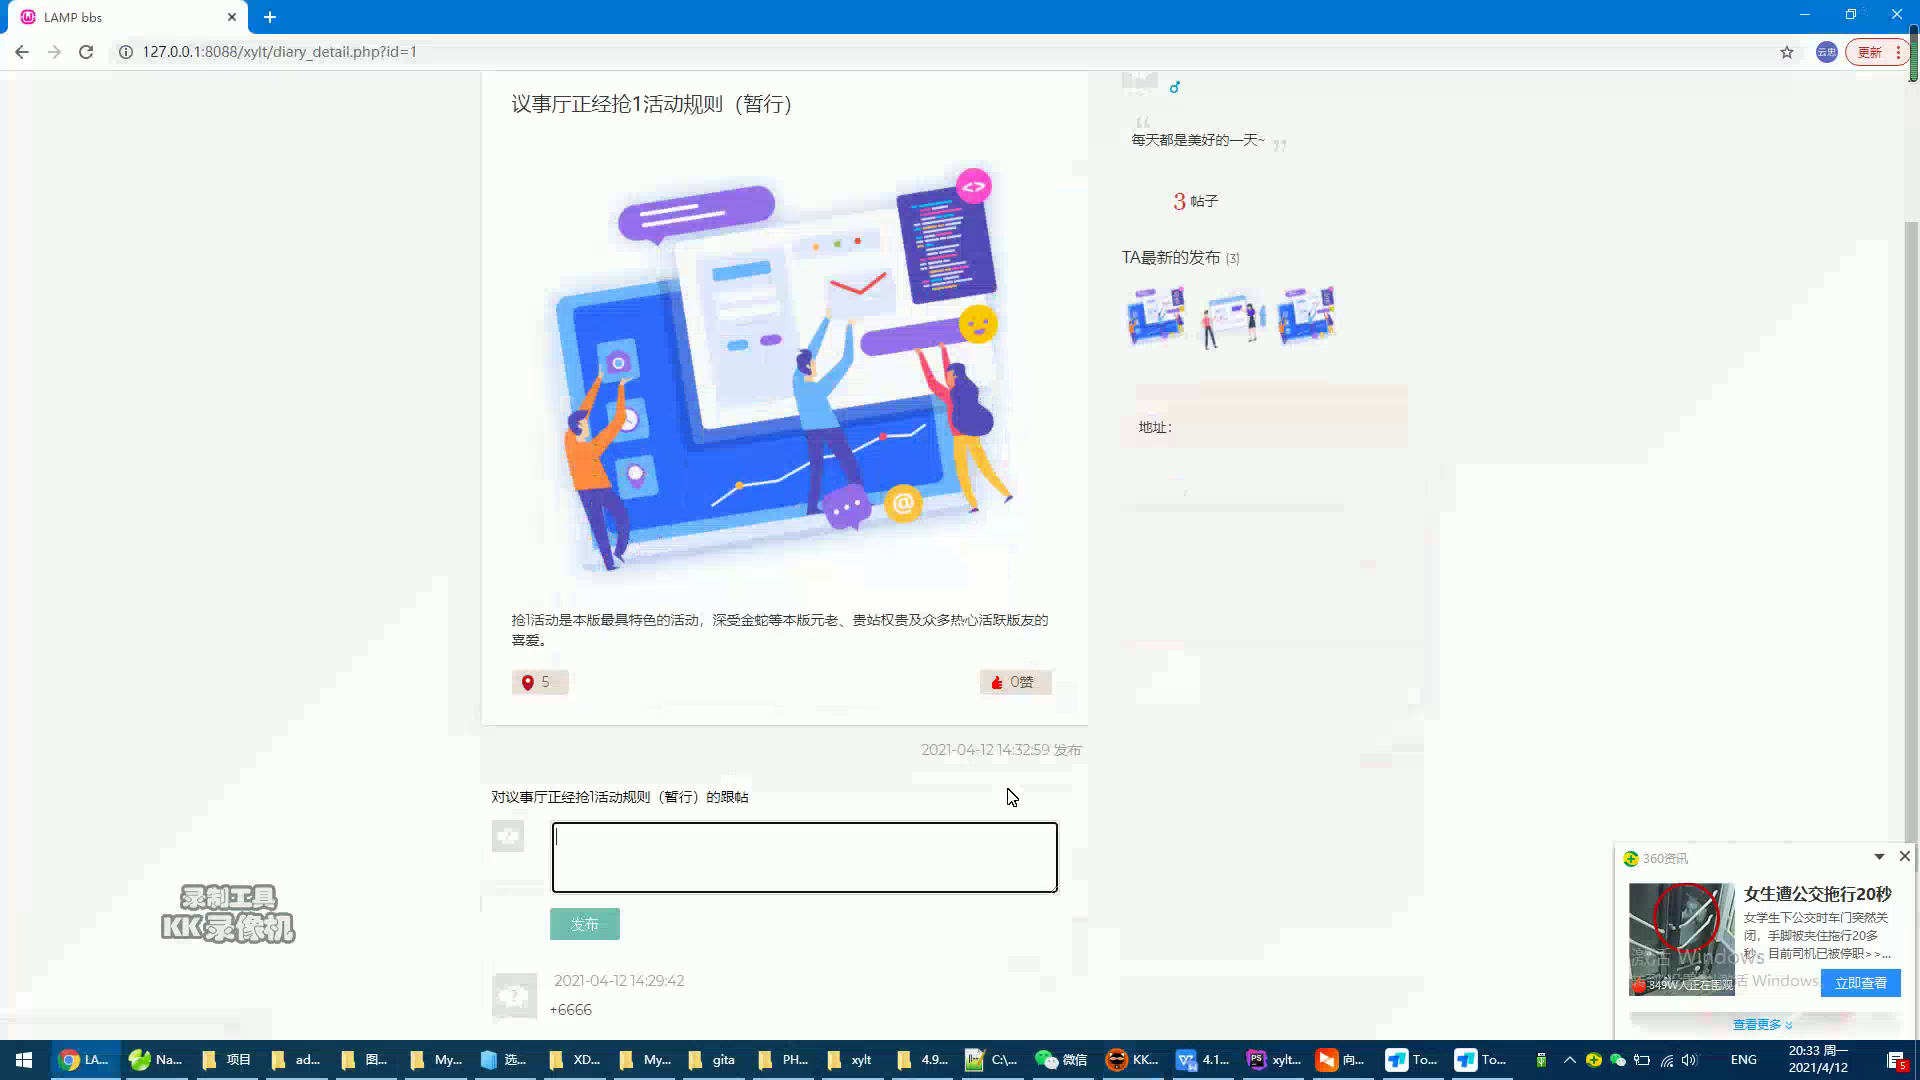 LAMP bbs
127.0.0.1:8088/xylt/diary_detail.php?id=1
云忠
更新
议事厅正经抢1活动规则（暂行）
每天都是美好的一天~
3 帖子
TA最新的发布 (3)
地址：
抢1活动是本版最具特色的活动，深受金蛇等本版元老、贵站权贵及众多热心活跃版友的
喜爱。
5
0赞
2021-04-12 14:32:59 发布
对议事厅正经抢1活动规则（暂行）的跟帖
发布
2021-04-12 14:29:42
+6666
录制工具
KK录像机
360资讯
女生遭公交拖行20秒
女学生下公交时车门突然关
闭，手脚被夹住拖行20多
秒，目前司机已被停职>>...
激活 Windows
349W人正在围观
立即查看
查看更多
LA...
Na...
项目
ad...
图...
My...
选...
XD...
My...
gita
PH...
xylt
4.9...
C:\...
微信
KK...
4.1...
xylt...
向...
To...
To...
ENG
20:33 周一
2021/4/12
5